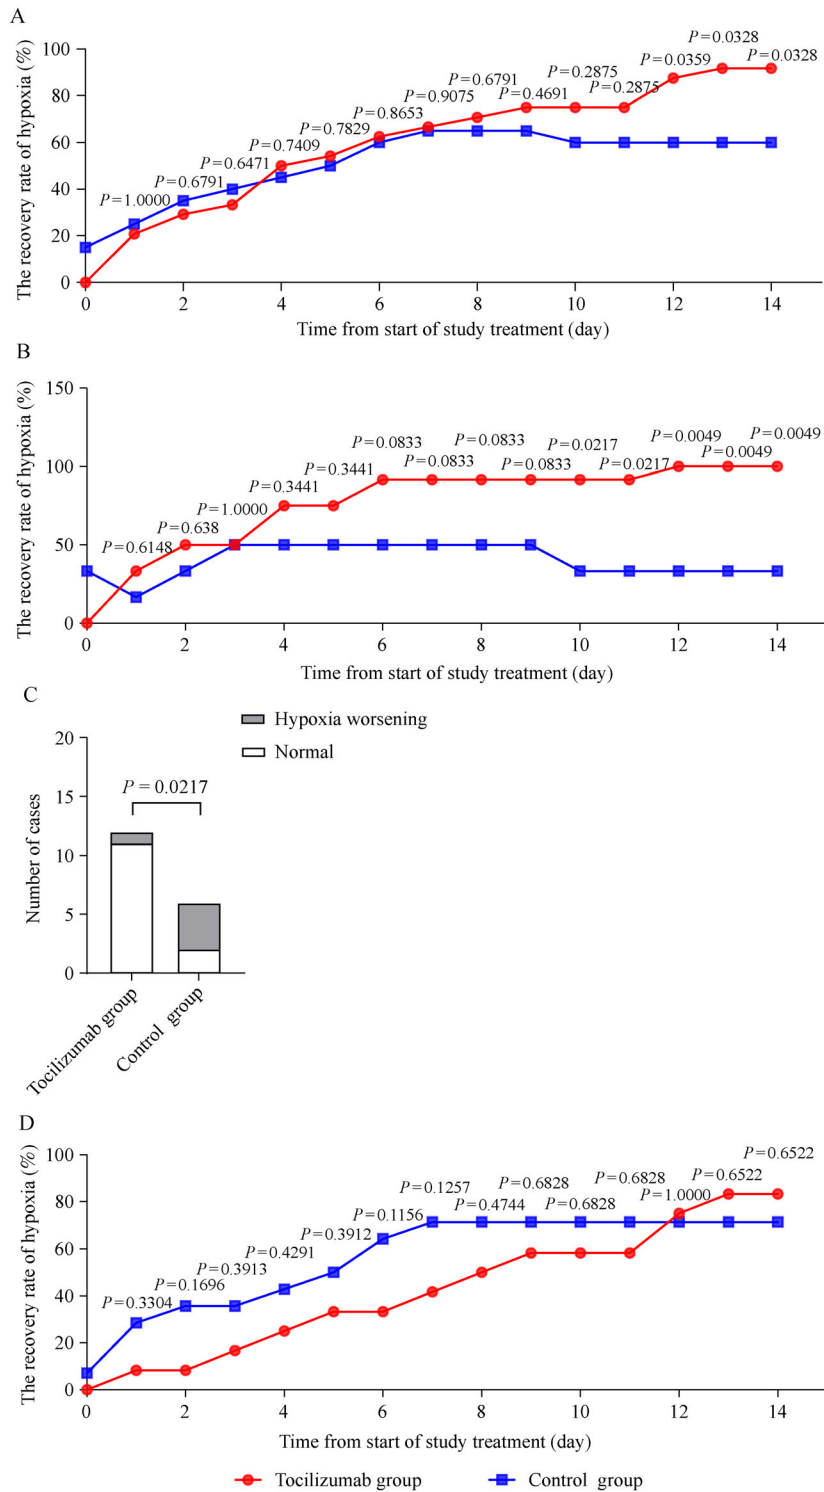 A
The recovery rate of hypoxia (%)
100
80
60
40
20
0
P=1.0000
P=0.6791
P=0.6471
P=0.7409
P=0.7829
P=0.8653
P=0.9075
P=0.6791
P=0.4691
P=0.2875
P=0.2875
P=0.0359
P=0.0328
P=0.0328
0 2 4 6 8 10 12 14
Time from start of study treatment (day)
B
The recovery rate of hypoxia (%)
150
100
50
0
P=0.6148
P=0.638
P=1.0000
P=0.3441
P=0.3441
P=0.0833
P=0.0833
P=0.0833
P=0.0833
P=0.0217
P=0.0217
P=0.0049
P=0.0049
P=0.0049
0 2 4 6 8 10 12 14
Time from start of study treatment (day)
C
Hypoxia worsening
Normal
Number of cases
20
15
10
5
0
P = 0.0217
Tocilizumab group
Control group
D
The recovery rate of hypoxia (%)
100
80
60
40
20
0
P=0.3304
P=0.1696
P=0.3913
P=0.4291
P=0.3912
P=0.1156
P=0.1257
P=0.4744
P=0.6828
P=0.6828
P=0.6828
P=1.0000
P=0.6522
P=0.6522
0 2 4 6 8 10 12 14
Time from start of study treatment (day)
Tocilizumab group
Control group